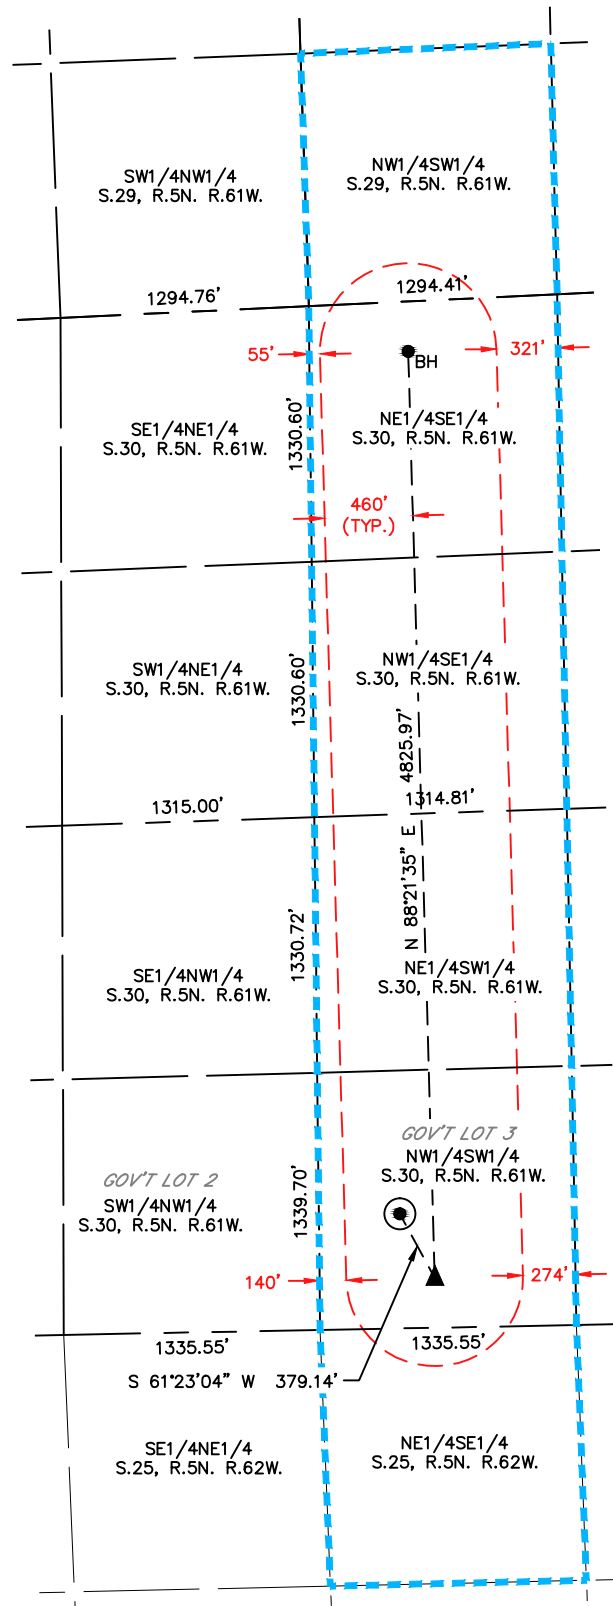 SW1/4NW1/4
S.29, R.5N. R.61W.
NW1/4SW1/4
S.29, R.5N. R.61W.
1294.76'
1294.41'
55'
BH
321'
SE1/4NE1/4
S.30, R.5N. R.61W.
1330.60'
NE1/4SE1/4
S.30, R.5N. R.61W.
460'
(TYP.)
SW1/4NE1/4
S.30, R.5N. R.61W.
1330.60'
NW1/4SE1/4
S.30, R.5N. R.61W.
N 88°21'35" E 4825.97'
1315.00'
1314.81'
SE1/4NW1/4
S.30, R.5N. R.61W.
1330.72'
NE1/4SW1/4
S.30, R.5N. R.61W.
GOV'T LOT 2
SW1/4NW1/4
S.30, R.5N. R.61W.
1339.70'
GOV'T LOT 3
NW1/4SW1/4
S.30, R.5N. R.61W.
140'
274'
1335.55'
1335.55'
S 61°23'04" W 379.14'
SE1/4NE1/4
S.25, R.5N. R.62W.
NE1/4SE1/4
S.25, R.5N. R.62W.